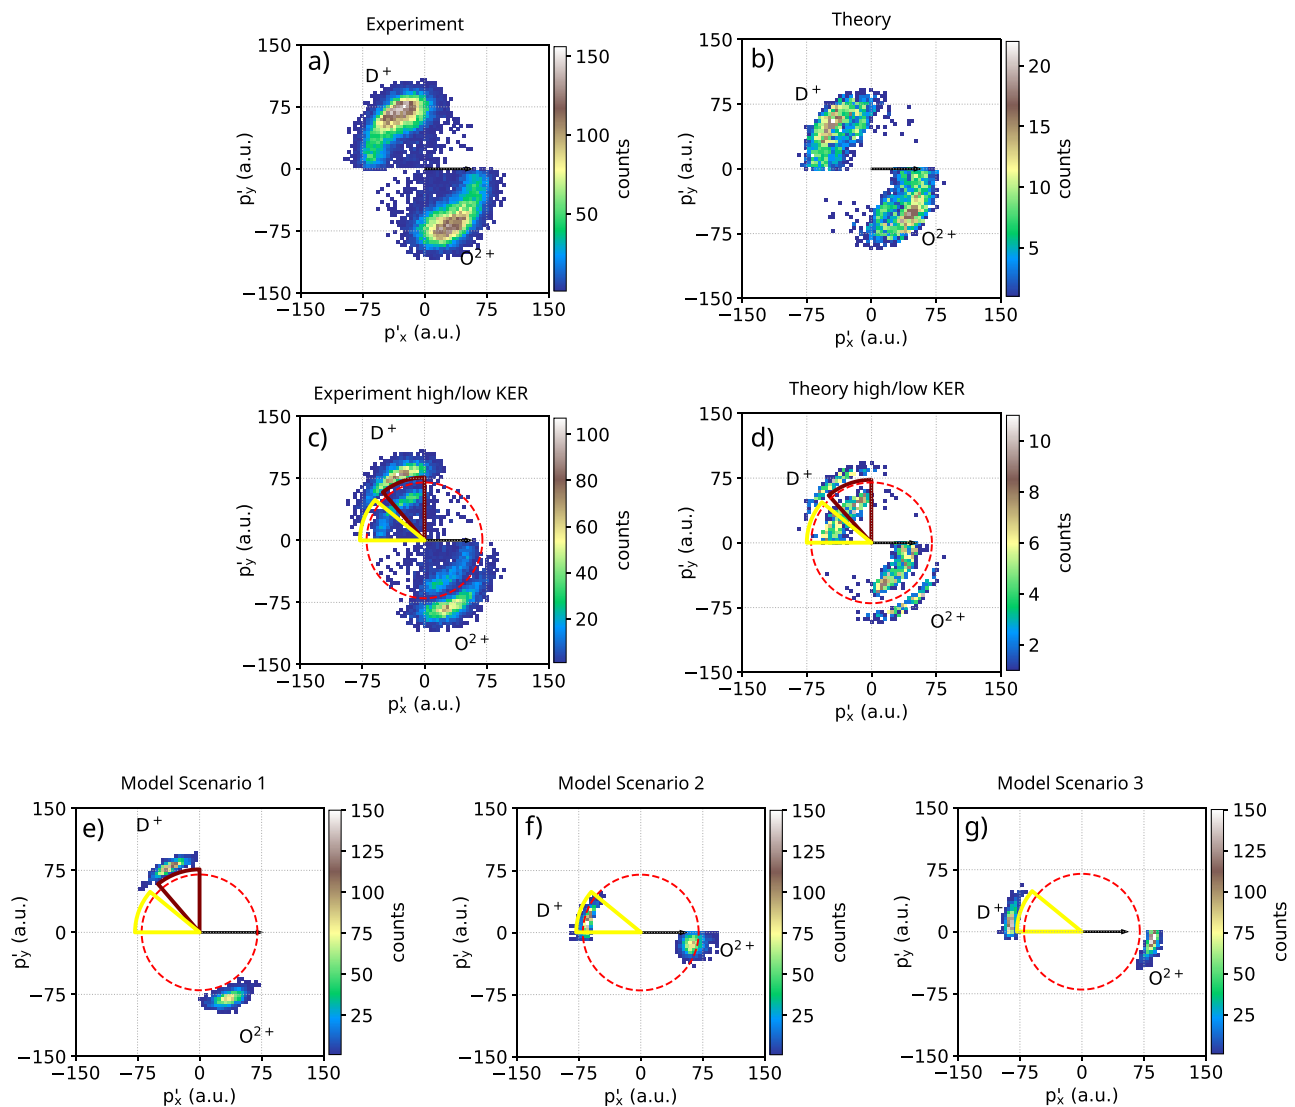 Experiment
Theory
a)
D+
O2+
150
75
0
−75
−150
−150 −75 0 75 150
p'y (a.u.)
p'x (a.u.)
150
100
50
counts
b)
D+
O2+
150
75
0
−75
−150
−150 −75 0 75 150
p'y (a.u.)
p'x (a.u.)
20
15
10
5
counts
Experiment high/low KER
Theory high/low KER
c)
D+
O2+
150
75
0
−75
−150
−150 −75 0 75 150
p'y (a.u.)
p'x (a.u.)
100
80
60
40
20
counts
d)
D+
O2+
150
75
0
−75
−150
−150 −75 0 75 150
p'y (a.u.)
p'x (a.u.)
10
8
6
4
2
counts
Model Scenario 1
Model Scenario 2
Model Scenario 3
e)
D+
O2+
150
75
0
−75
−150
−150 −75 0 75 150
p'y (a.u.)
p'x (a.u.)
150
125
100
75
50
25
counts
f)
D+
O2+
150
75
0
−75
−150
−150 −75 0 75 150
p'y (a.u.)
p'x (a.u.)
150
125
100
75
50
25
counts
g)
D+
O2+
150
75
0
−75
−150
−150 −75 0 75 150
p'y (a.u.)
p'x (a.u.)
150
125
100
75
50
25
counts